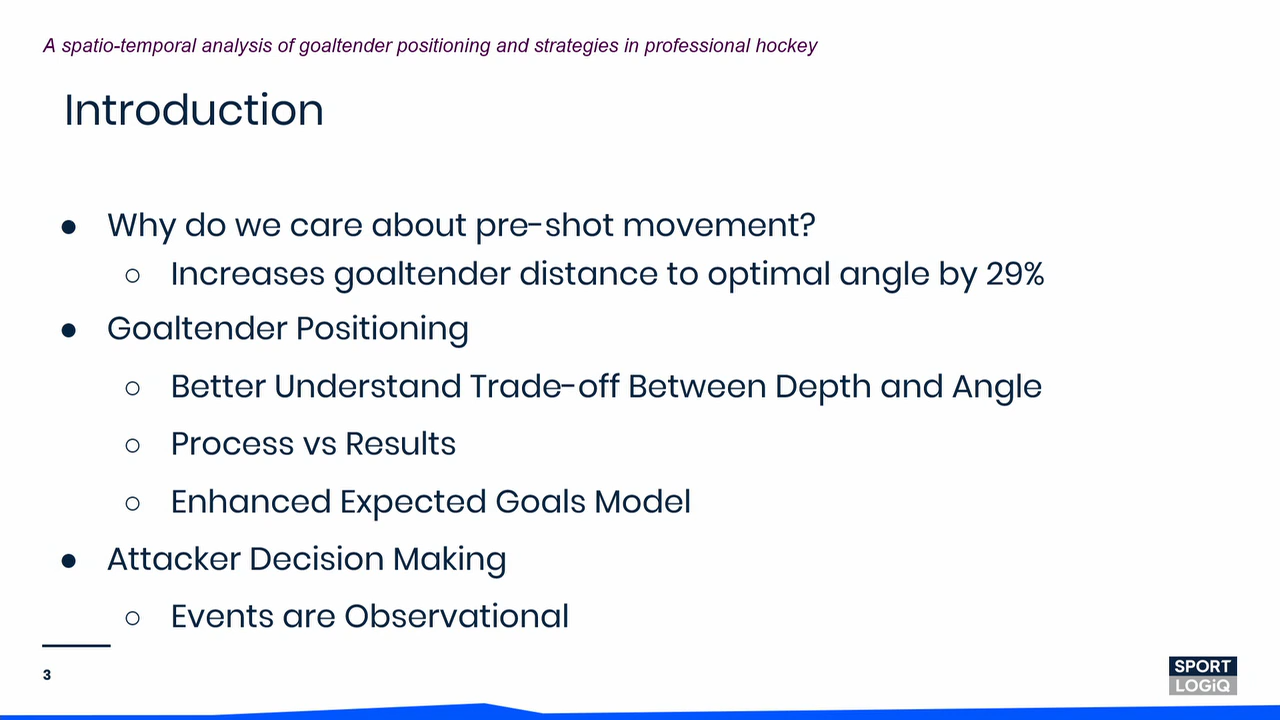 A spatio-temporal analysis of goaltender positioning and strategies in professional hockey
Introduction
● Why do we care about pre-shot movement?
○ Increases goaltender distance to optimal angle by 29%
● Goaltender Positioning
○ Better Understand Trade-off Between Depth and Angle
○ Process vs Results
○ Enhanced Expected Goals Model
● Attacker Decision Making
○ Events are Observational
3
SPORT
LOGiQ